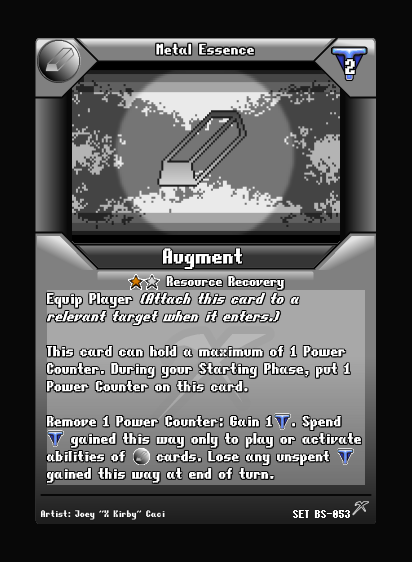 Metal Essence
2
Augment
Resource Recovery
Equip Player (Attach this card to a
relevant target when it enters.)
This card can hold a maximum of 1 Power
Counter. During your Starting Phase, put 1
Power Counter on this card.
Remove 1 Power Counter: Gain 1 . Spend
gained this way only to play or activate
abilities of cards. Lose any unspent
gained this way at end of turn.
Artist: Joey "X Kirby" Caci
SET BS-053